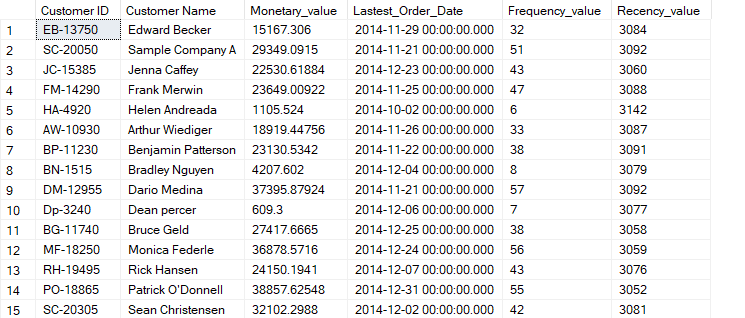 Customer ID Customer Name Monetary_value Lastest_Order_Date Frequency_value Recency_value
1 EB-13750 Edward Becker 15167.306 2014-11-29 00:00:00.000 32 3084
2 SC-20050 Sample Company A 29349.0915 2014-11-21 00:00:00.000 51 3092
3 JC-15385 Jenna Caffey 22530.61884 2014-12-23 00:00:00.000 43 3060
4 FM-14290 Frank Merwin 23649.00922 2014-11-25 00:00:00.000 47 3088
5 HA-4920 Helen Andreada 1105.524 2014-10-02 00:00:00.000 6 3142
6 AW-10930 Arthur Wiediger 18919.44756 2014-11-26 00:00:00.000 33 3087
7 BP-11230 Benjamin Patterson 23130.5342 2014-11-22 00:00:00.000 38 3091
8 BN-1515 Bradley Nguyen 4207.602 2014-12-04 00:00:00.000 8 3079
9 DM-12955 Dario Medina 37395.87924 2014-11-21 00:00:00.000 57 3092
10 Dp-3240 Dean percer 609.3 2014-12-06 00:00:00.000 7 3077
11 BG-11740 Bruce Geld 27417.6665 2014-12-25 00:00:00.000 38 3058
12 MF-18250 Monica Federle 36878.5716 2014-12-24 00:00:00.000 56 3059
13 RH-19495 Rick Hansen 24150.1941 2014-12-07 00:00:00.000 43 3076
14 PO-18865 Patrick O'Donnell 38857.62548 2014-12-31 00:00:00.000 55 3052
15 SC-20305 Sean Christensen 32102.2988 2014-12-02 00:00:00.000 42 3081